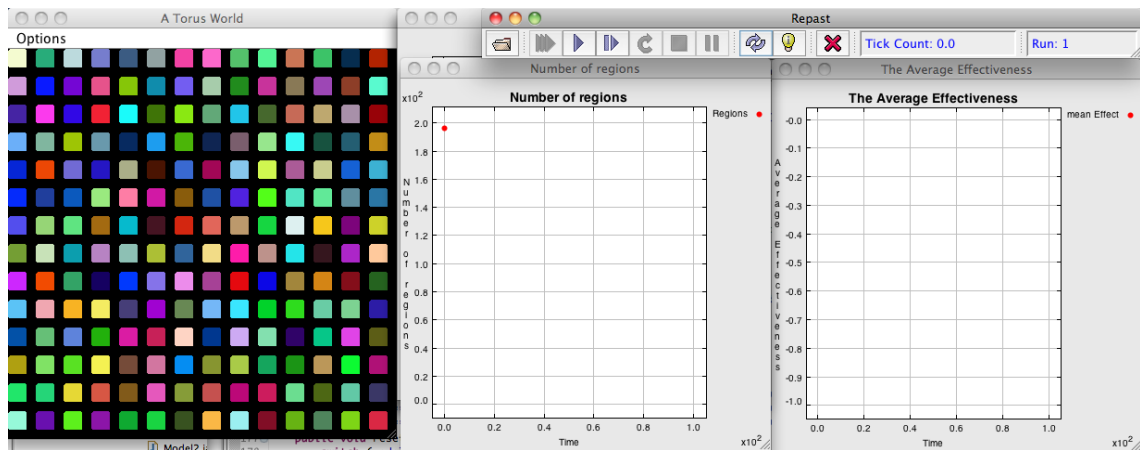 A Torus World
Options
Repast
Tick Count: 0.0
Run: 1
Number of regions
x10²
Number of regions
Regions
Number of regions
2.0
1.8
1.6
1.4
1.2
1.0
0.8
0.6
0.4
0.2
0.0
0.0 0.2 0.4 0.6 0.8 1.0
Time
x10²
The Average Effectiveness
The Average Effectiveness
mean Effect
Average Effectiveness
-0.0
-0.1
-0.2
-0.3
-0.4
-0.5
-0.6
-0.7
-0.8
-0.9
-1.0
0.0 0.2 0.4 0.6 0.8 1.0
Time
x10²
Model2.j
public void rese